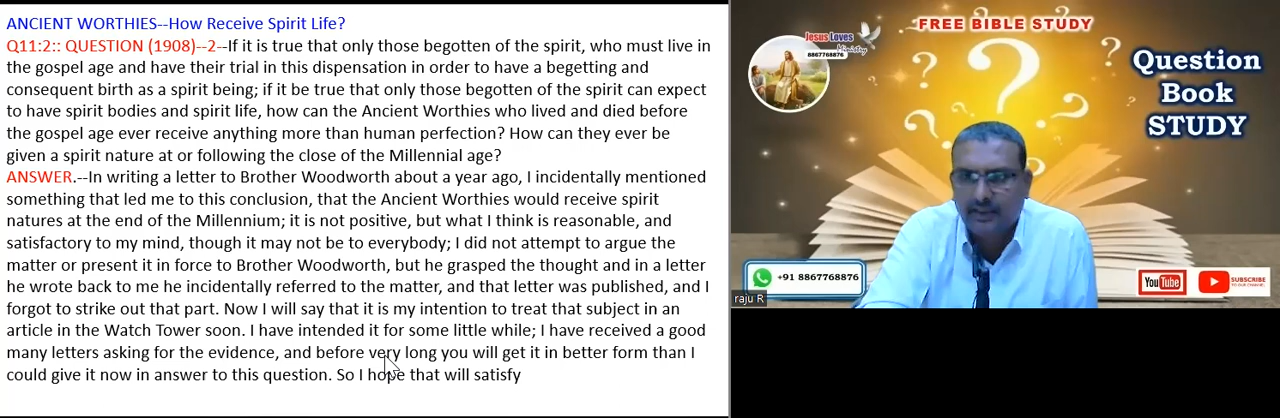 ANCIENT WORTHIES--How Receive Spirit Life?
Q11:2:: QUESTION (1908)--2--If it is true that only those begotten of the spirit, who must live in
the gospel age and have their trial in this dispensation in order to have a begetting and
consequent birth as a spirit being; if it be true that only those begotten of the spirit can expect
to have spirit bodies and spirit life, how can the Ancient Worthies who lived and died before
the gospel age ever receive anything more than human perfection? How can they ever be
given a spirit nature at or following the close of the Millennial age?
ANSWER.--In writing a letter to Brother Woodworth about a year ago, I incidentally mentioned
something that led me to this conclusion, that the Ancient Worthies would receive spirit
natures at the end of the Millennium; it is not positive, but what I think is reasonable, and
satisfactory to my mind, though it may not be to everybody; I did not attempt to argue the
matter or present it in force to Brother Woodworth, but he grasped the thought and in a letter
he wrote back to me he incidentally referred to the matter, and that letter was published, and I
forgot to strike out that part. Now I will say that it is my intention to treat that subject in an
article in the Watch Tower soon. I have intended it for some little while; I have received a good
many letters asking for the evidence, and before very long you will get it in better form than I
could give it now in answer to this question. So I hope that will satisfy
FREE BIBLE STUDY
Jesus Loves
Ministry
8867768876
Question
Book
STUDY
+91 8867768876
raju R
YouTube
SUBSCRIBE
TO OUR CHANNEL